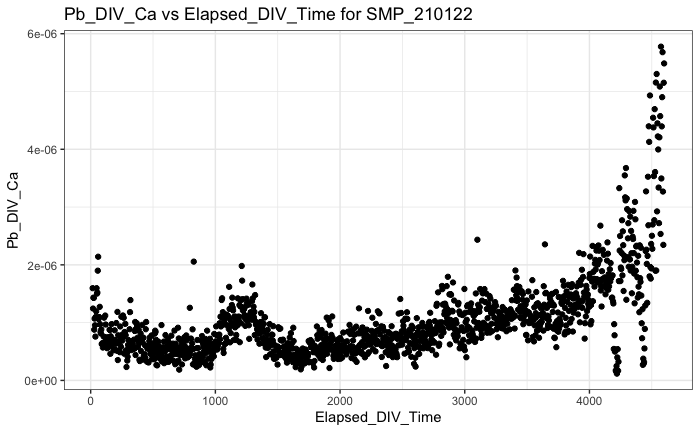 Pb_DIV_Ca vs Elapsed_DIV_Time for SMP_210122
6e-06
4e-06
2e-06
0e+00
Pb_DIV_Ca
0 1000 2000 3000 4000
Elapsed_DIV_Time